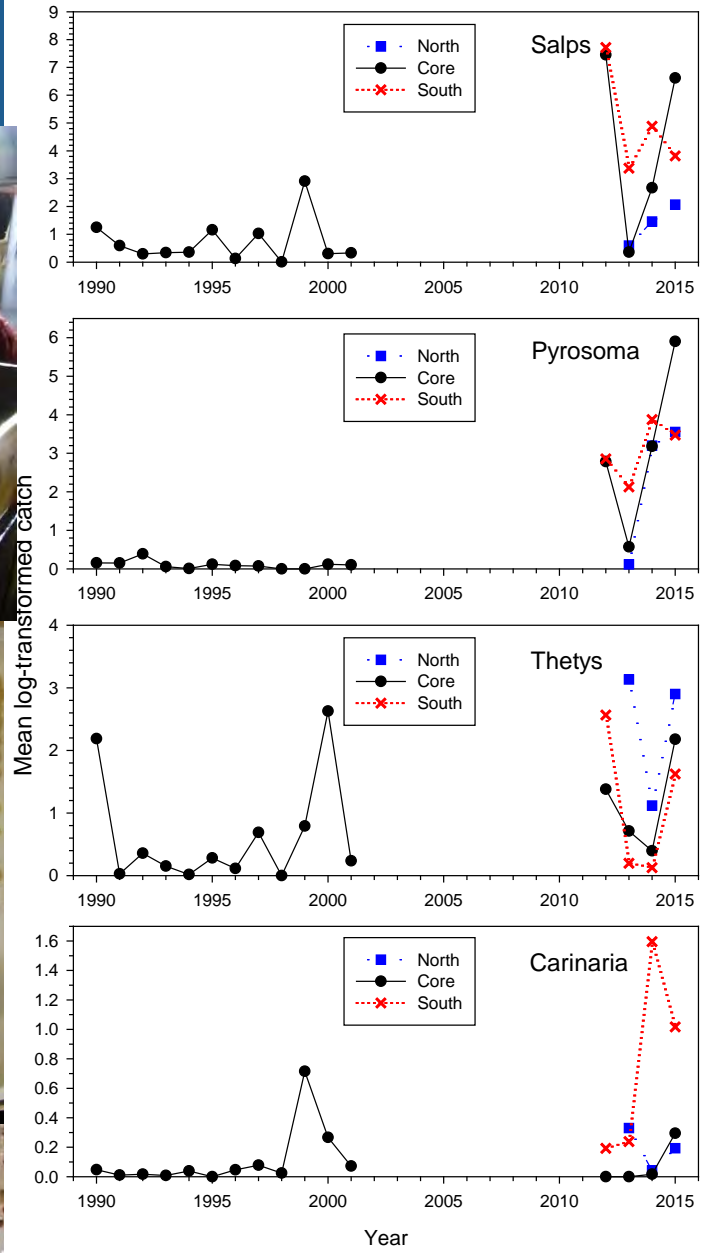 9
8
7
6
5
4
3
2
1
0
North
Core
South
Salps
1990 1995 2000 2005 2010 2015
6
5
4
3
2
1
0
North
Core
South
Pyrosoma
1990 1995 2000 2005 2010 2015
Mean log-transformed catch
4
3
2
1
0
North
Core
South
Thetys
1990 1995 2000 2005 2010 2015
1.6
1.4
1.2
1.0
0.8
0.6
0.4
0.2
0.0
North
Core
South
Carinaria
1990 1995 2000 2005 2010 2015
Year